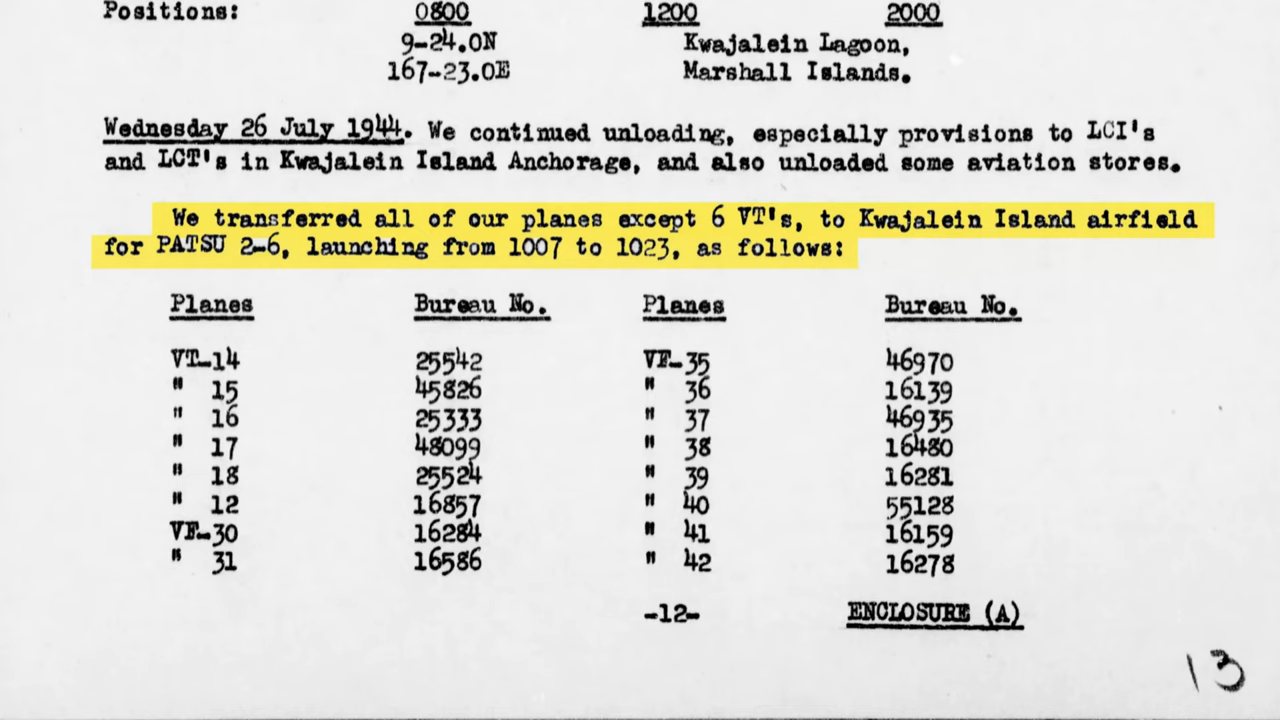 Positions: 0800 1200 2000
9-24.0N Kwajalein Lagoon,
167-23.0E Marshall Islands.
Wednesday 26 July 1944. We continued unloading, especially provisions to LCI's
and LCT's in Kwajalein Island Anchorage, and also unloaded some aviation stores.
We transferred all of our planes except 6 VT's, to Kwajalein Island airfield
for PATSU 2-6, launching from 1007 to 1023, as follows:
Planes Bureau No. Planes Bureau No.
VT-14 25542 VF-35 46970
" 15 45826 " 36 16139
" 16 25333 " 37 46935
" 17 48099 " 38 16480
" 18 25524 " 39 16281
" 12 16857 " 40 55128
VF-30 16284 " 41 16159
" 31 16586 " 42 16278
-12- ENCLOSURE (A)
13